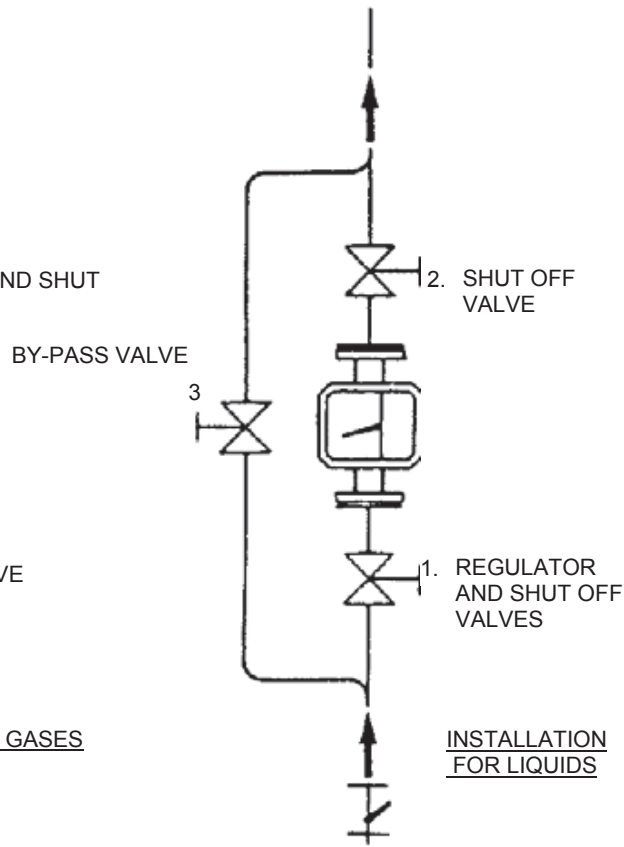 ND SHUT
2. SHUT OFF
VALVE
BY-PASS VALVE
3
VE
1. REGULATOR
AND SHUT OFF
VALVES
GASES
INSTALLATION
FOR LIQUIDS